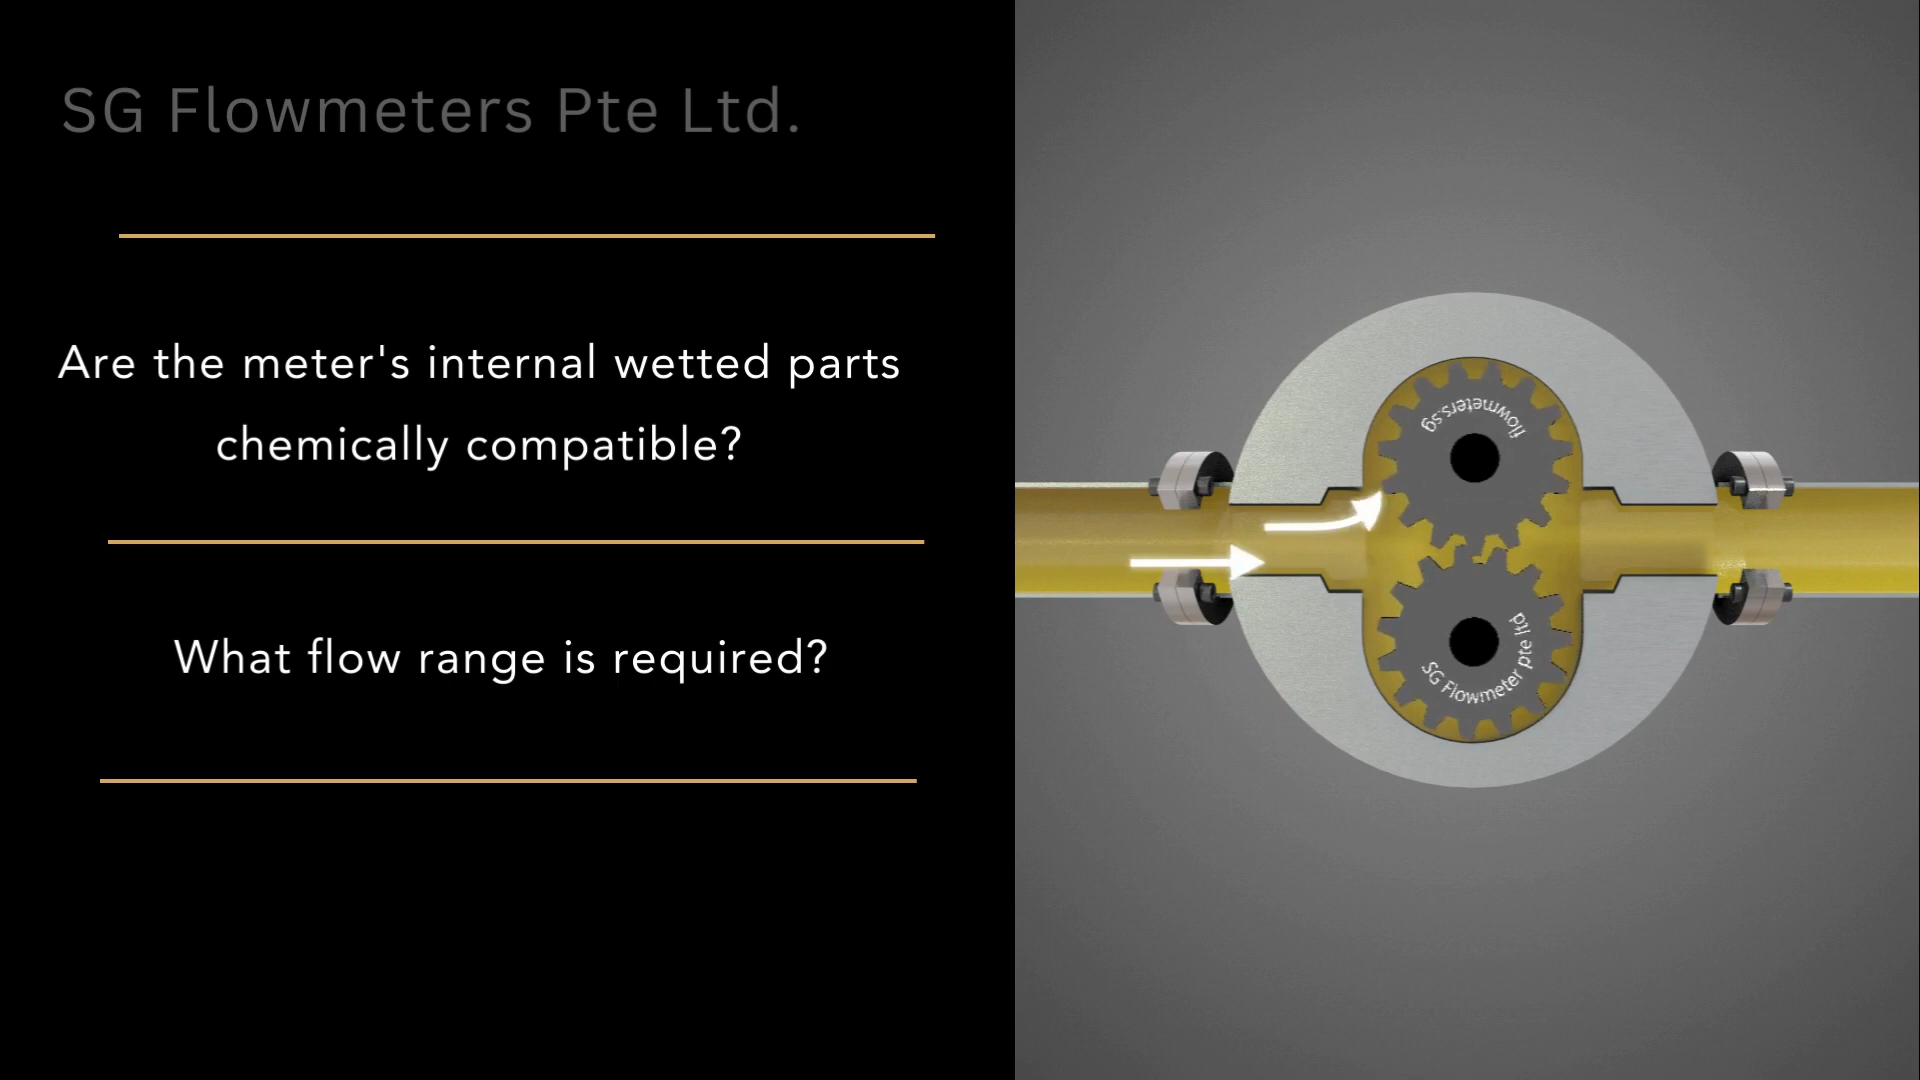 SG Flowmeters Pte Ltd.
Are the meter's internal wetted parts
chemically compatible?
What flow range is required?
flowmeters.sg
SG Flowmeter pte ltd